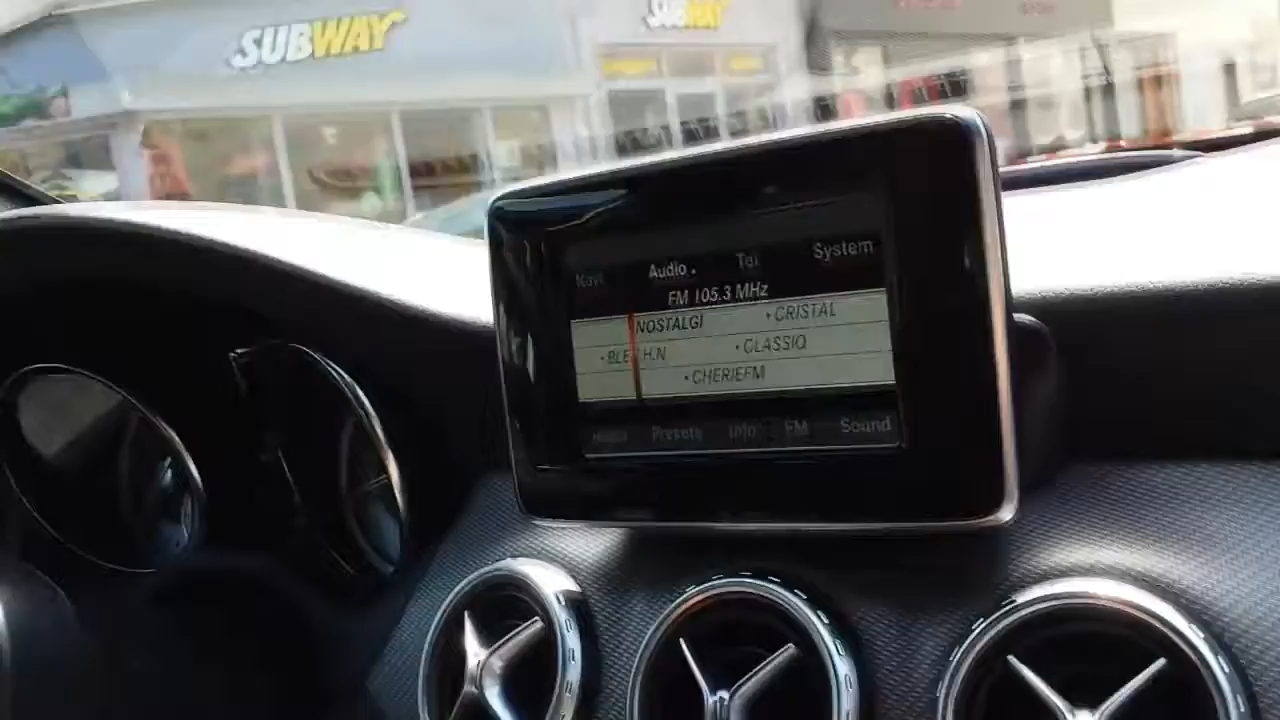 SUBWAY
SUBWAY
Navi Audio Tel System
FM 105.3 MHz
NOSTALGI CRISTAL
CLASSIQ
CHERIEFM
Presets Info FM Sound